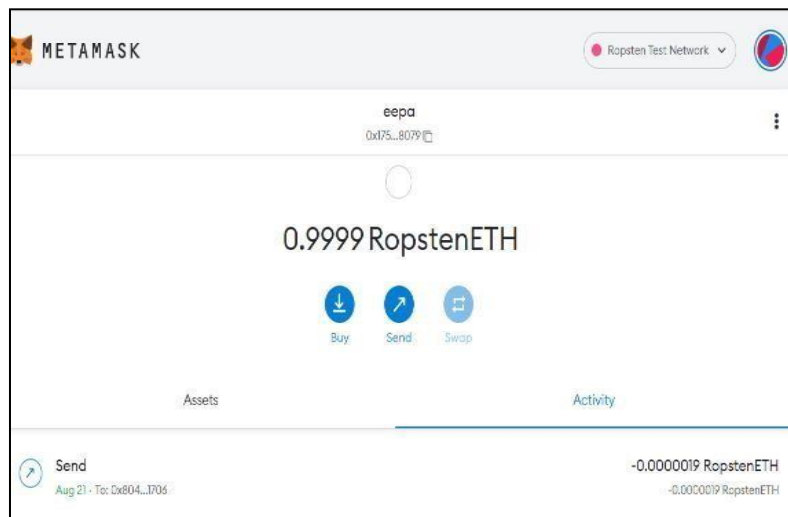 METAMASK
Ropsten Test Network
eepa
0x175...8079
0.9999 RopstenETH
Buy Send Swap
Assets Activity
Send -0.0000019 RopstenETH
Aug 21 - To: 0x804...1706 -0.0000019 RopstenETH